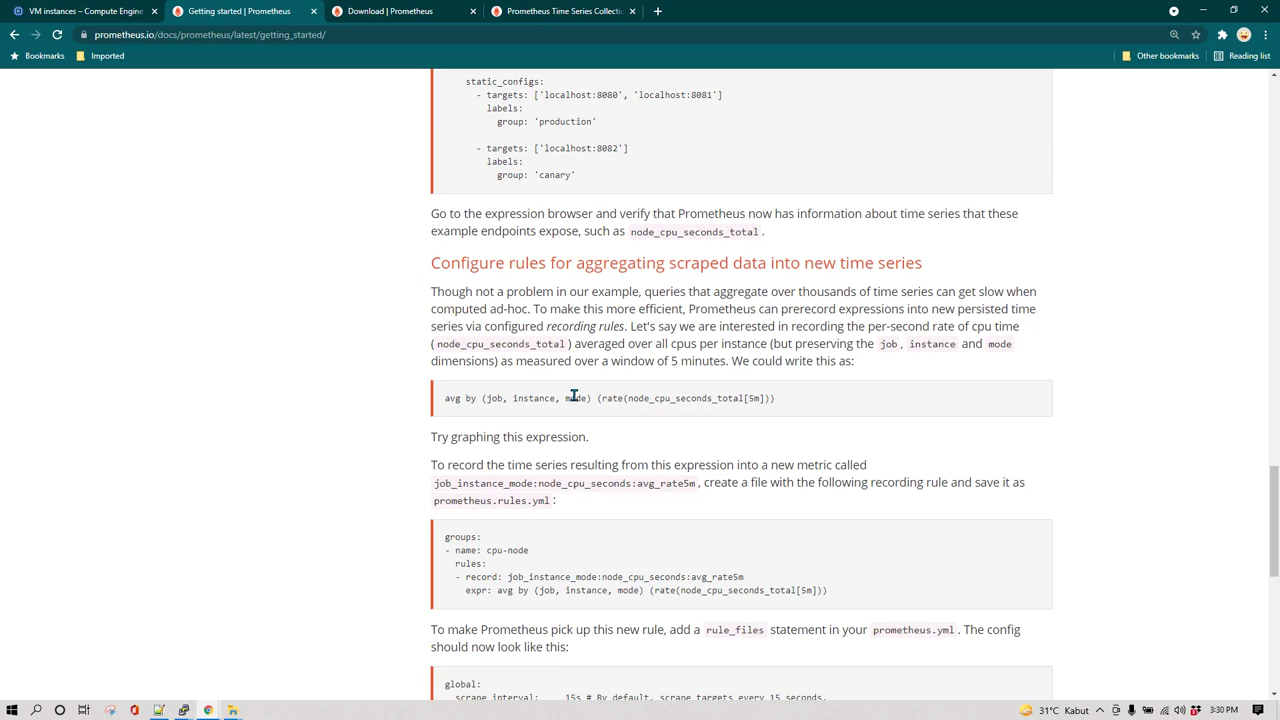 VM instances – Compute Engine
Getting started | Prometheus
Download | Prometheus
Prometheus Time Series Collectio
prometheus.io/docs/prometheus/latest/getting_started/
Bookmarks
Imported
Other bookmarks
Reading list
static_configs:
- targets: ['localhost:8080', 'localhost:8081']
labels:
group: 'production'
- targets: ['localhost:8082']
labels:
group: 'canary'
Go to the expression browser and verify that Prometheus now has information about time series that these
example endpoints expose, such as node_cpu_seconds_total.
Configure rules for aggregating scraped data into new time series
Though not a problem in our example, queries that aggregate over thousands of time series can get slow when
computed ad-hoc. To make this more efficient, Prometheus can prerecord expressions into new persisted time
series via configured recording rules. Let's say we are interested in recording the per-second rate of cpu time
(node_cpu_seconds_total) averaged over all cpus per instance (but preserving the job, instance and mode
dimensions) as measured over a window of 5 minutes. We could write this as:
avg by (job, instance, mode) (rate(node_cpu_seconds_total[5m]))
Try graphing this expression.
To record the time series resulting from this expression into a new metric called
job_instance_mode:node_cpu_seconds:avg_rate5m, create a file with the following recording rule and save it as
prometheus.rules.yml:
groups:
- name: cpu-node
rules:
- record: job_instance_mode:node_cpu_seconds:avg_rate5m
expr: avg by (job, instance, mode) (rate(node_cpu_seconds_total[5m]))
To make Prometheus pick up this new rule, add a rule_files statement in your prometheus.yml. The config
should now look like this:
global:
scrape_interval: 15s # By default, scrape targets every 15 seconds.
31°C Kabut
3:30 PM